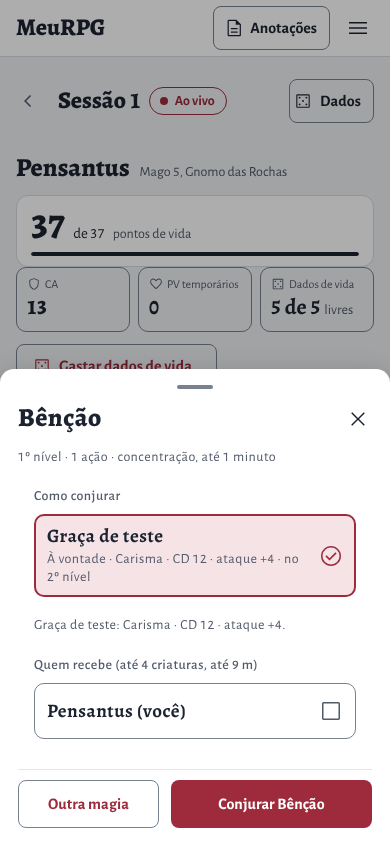 MeuRPG
Anotações
Sessão 1
Ao vivo
Dados
Pensantus
Mago 5, Gnomo das Rochas
37 de 37 pontos de vida
CA
13
PV temporários
0
Dados de vida
5 de 5 livres
Gastar dados de vida
Bênção
1º nível · 1 ação · concentração, até 1 minuto
Como conjurar
Graça de teste
À vontade · Carisma · CD 12 · ataque +4 · no
2º nível
Graça de teste: Carisma · CD 12 · ataque +4.
Quem recebe (até 4 criaturas, até 9 m)
Pensantus (você)
Outra magia
Conjurar Bênção